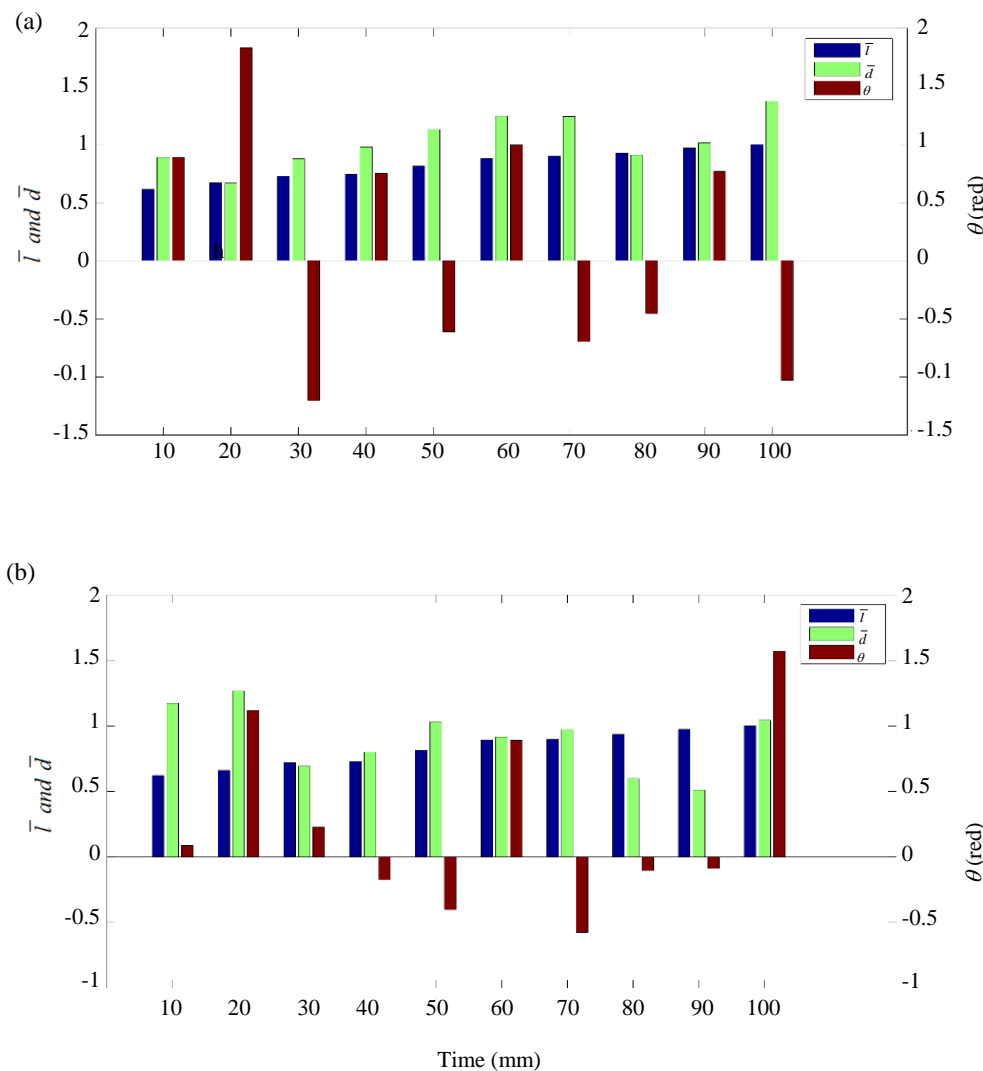 (a)
2 2
l̅
d̅
θ
1.5 1.5
1 1
0.5 0.5
h
0 0
-0.5 -0.5
-0.1 -0.1
-1.5 -1.5
l̅ and d̅
θ (red)
10 20 30 40 50 60 70 80 90 100
(b)
2 2
l̅
d̅
θ
1.5 1.5
1 1
0.5 0.5
0 0
-0.5 -0.5
-1 -1
l̅ and d̅
θ (red)
10 20 30 40 50 60 70 80 90 100
Time (mm)